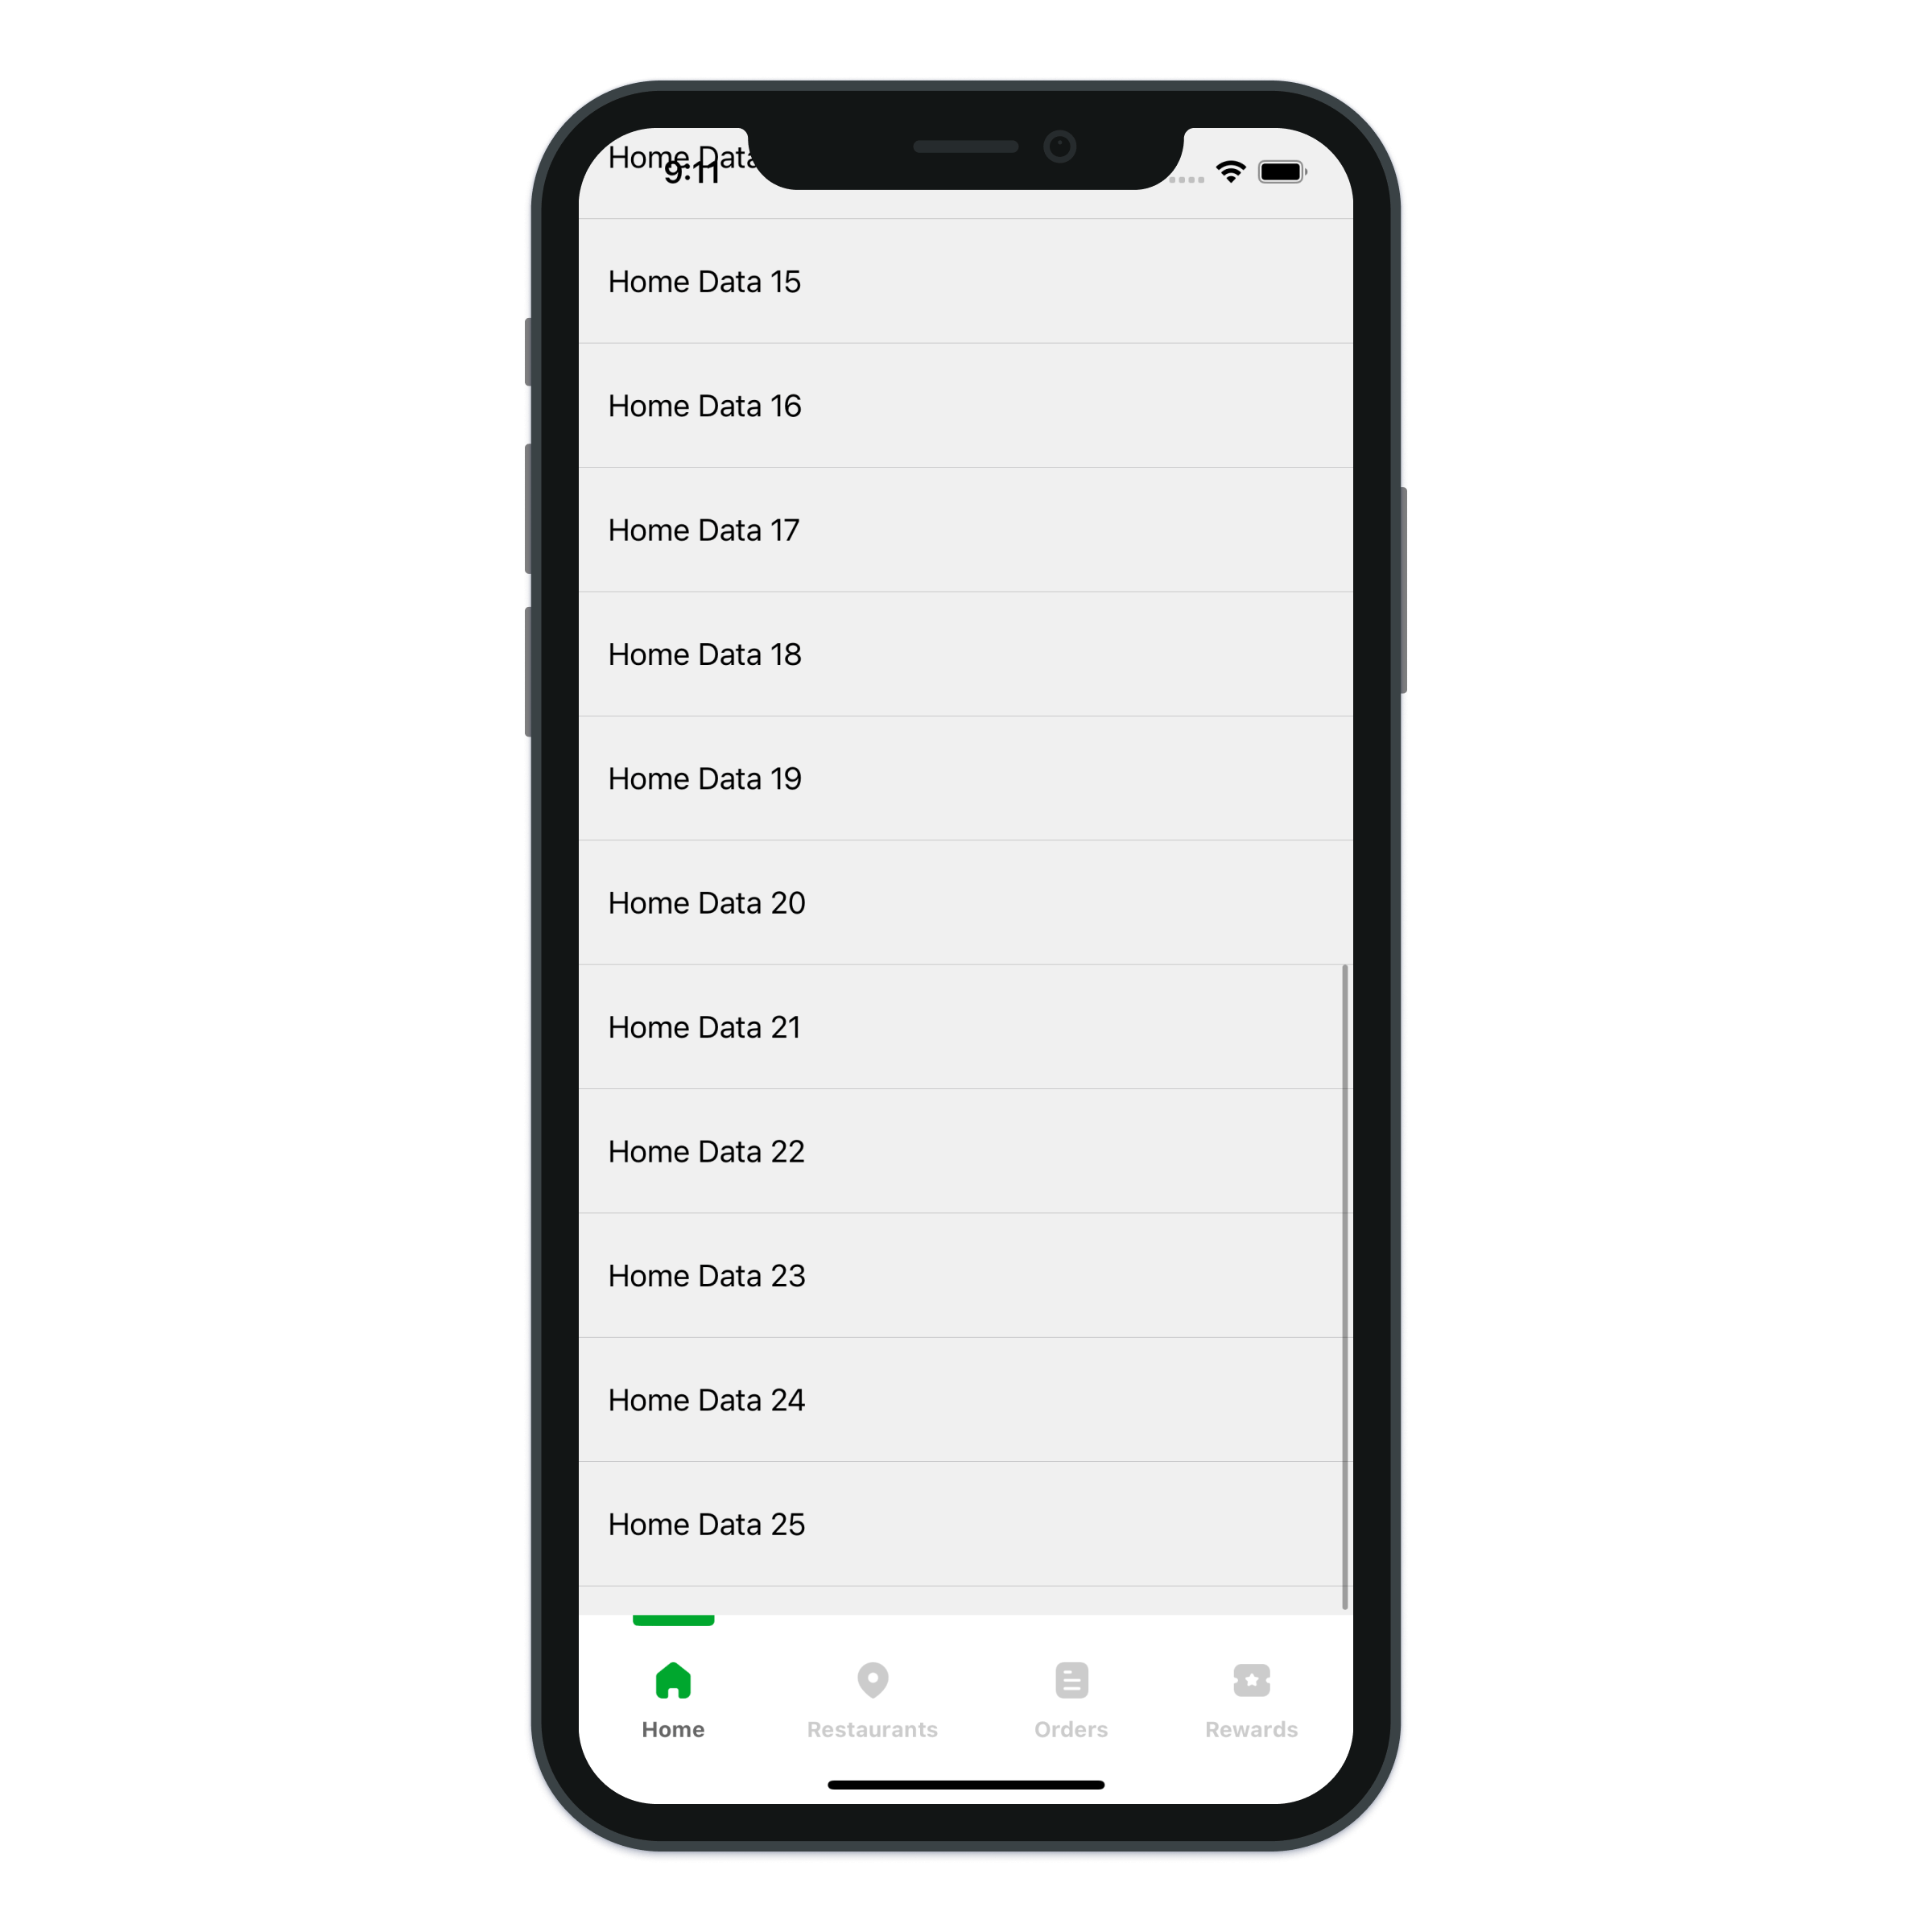 Home Data
9:11
Home Data 15
Home Data 16
Home Data 17
Home Data 18
Home Data 19
Home Data 20
Home Data 21
Home Data 22
Home Data 23
Home Data 24
Home Data 25
Home Restaurants Orders Rewards